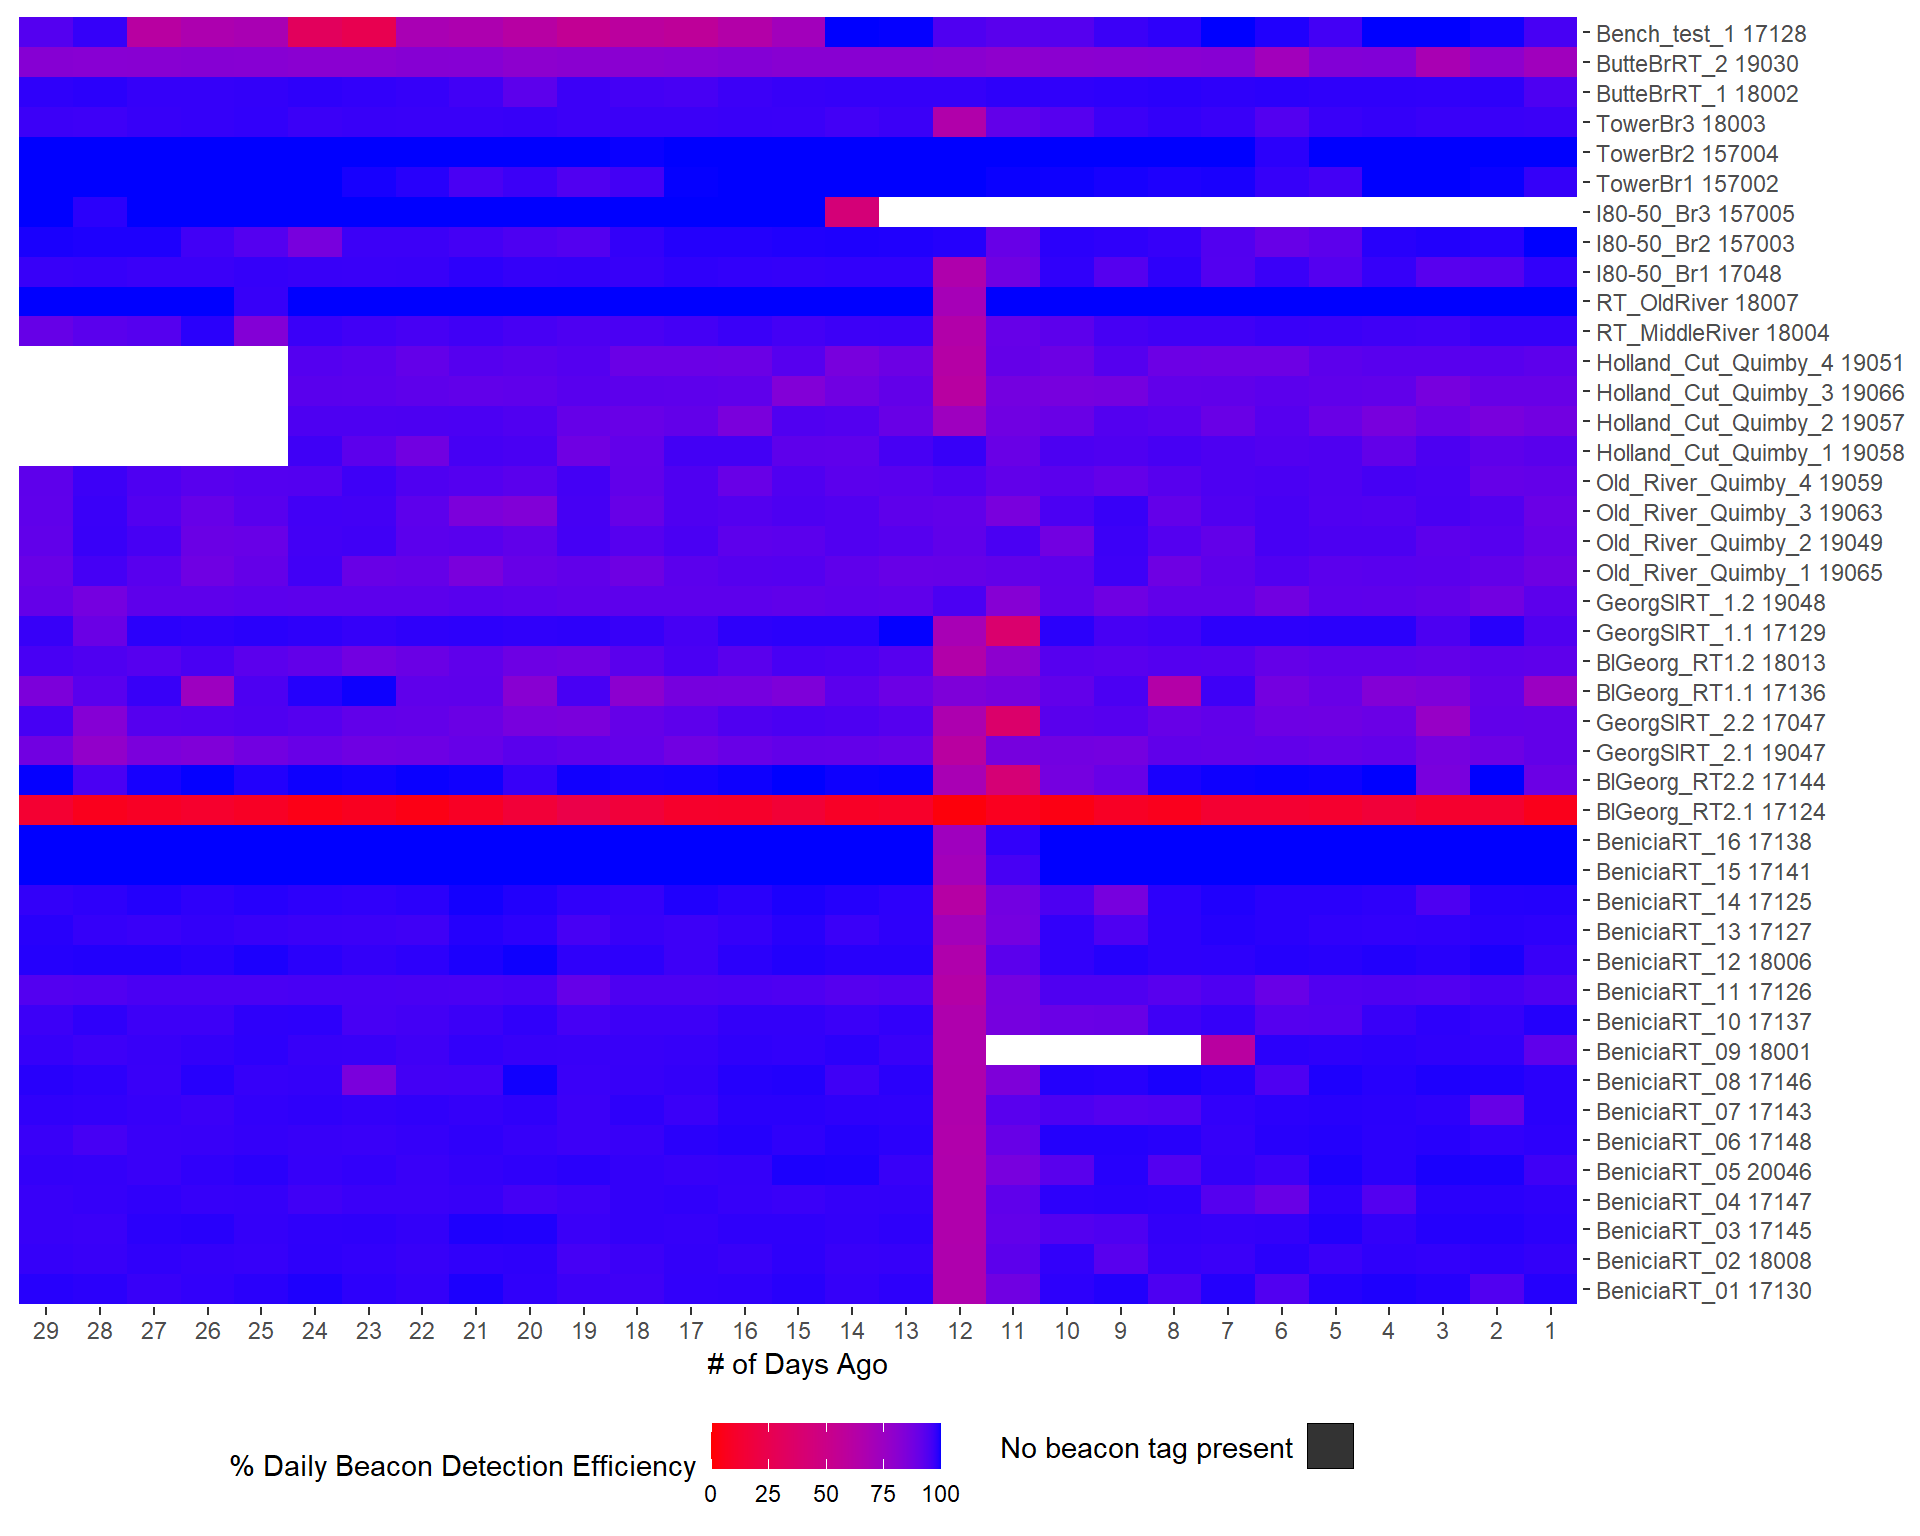 Bench_test_1 17128
ButteBrRT_2 19030
ButteBrRT_1 18002
TowerBr3 18003
TowerBr2 157004
TowerBr1 157002
I80-50_Br3 157005
I80-50_Br2 157003
I80-50_Br1 17048
RT_OldRiver 18007
RT_MiddleRiver 18004
Holland_Cut_Quimby_4 19051
Holland_Cut_Quimby_3 19066
Holland_Cut_Quimby_2 19057
Holland_Cut_Quimby_1 19058
Old_River_Quimby_4 19059
Old_River_Quimby_3 19063
Old_River_Quimby_2 19049
Old_River_Quimby_1 19065
GeorgSlRT_1.2 19048
GeorgSlRT_1.1 17129
BlGeorg_RT1.2 18013
BlGeorg_RT1.1 17136
GeorgSlRT_2.2 17047
GeorgSlRT_2.1 19047
BlGeorg_RT2.2 17144
BlGeorg_RT2.1 17124
BeniciaRT_16 17138
BeniciaRT_15 17141
BeniciaRT_14 17125
BeniciaRT_13 17127
BeniciaRT_12 18006
BeniciaRT_11 17126
BeniciaRT_10 17137
BeniciaRT_09 18001
BeniciaRT_08 17146
BeniciaRT_07 17143
BeniciaRT_06 17148
BeniciaRT_05 20046
BeniciaRT_04 17147
BeniciaRT_03 17145
BeniciaRT_02 18008
BeniciaRT_01 17130
29 28 27 26 25 24 23 22 21 20 19 18 17 16 15 14 13 12 11 10 9 8 7 6 5 4 3 2 1
# of Days Ago
% Daily Beacon Detection Efficiency
0 25 50 75 100
No beacon tag present